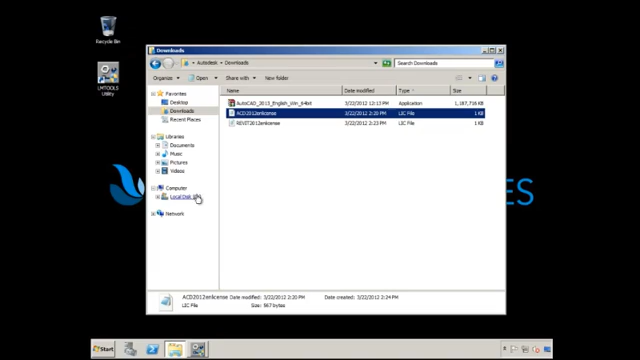 Recycle Bin
LMTOOLS
Utility
Downloads
Autodesk
Downloads
Search Downloads
Organize
Open
Share with
New folder
Name
Date modified
Type
Size
AutoCAD_2013_English_Win_64bit
3/22/2012 12:13 PM
Application
1,187,716 KB
ACD2012enlicense
3/22/2012 2:20 PM
LIC File
1 KB
REVIT2012enlicense
3/22/2012 2:23 PM
LIC File
1 KB
Favorites
Desktop
Downloads
Recent Places
Libraries
Documents
Music
Pictures
Videos
Computer
Local Disk
Network
ES
ACD2012enlicense Date modified: 3/22/2012 2:20 PM
Date created: 3/22/2012 2:24 PM
LIC File
Size: 667 bytes
Start